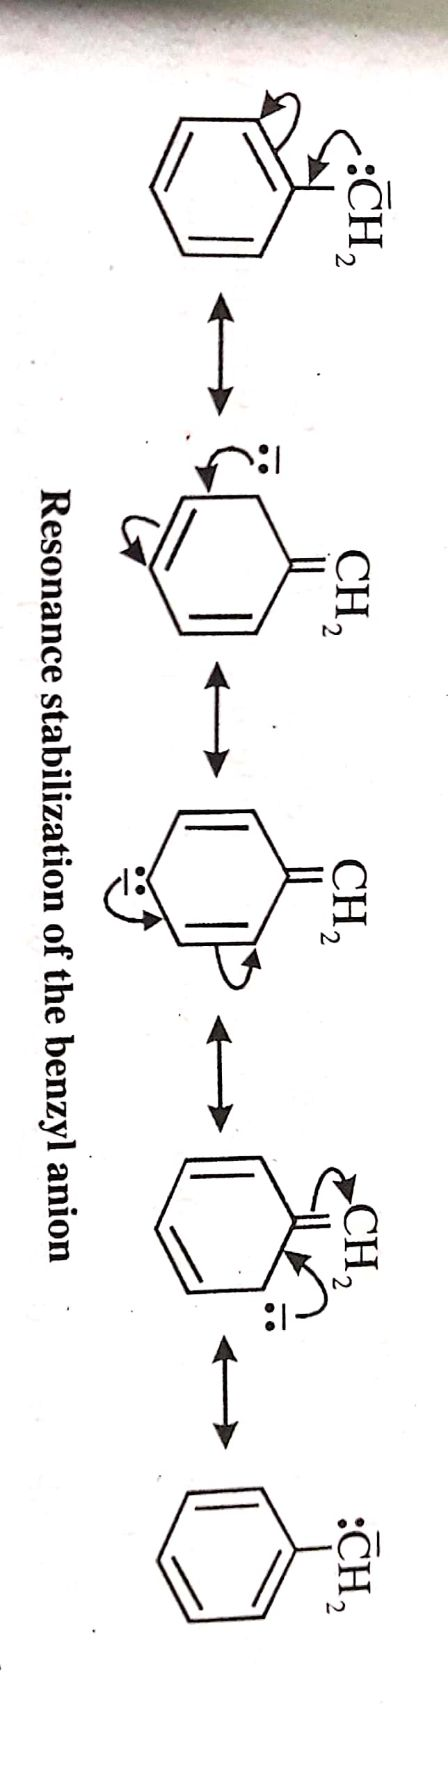 :C̅H₂
CH₂
CH₂
CH₂
:C̅H₂
Resonance stabilization of the benzyl anion